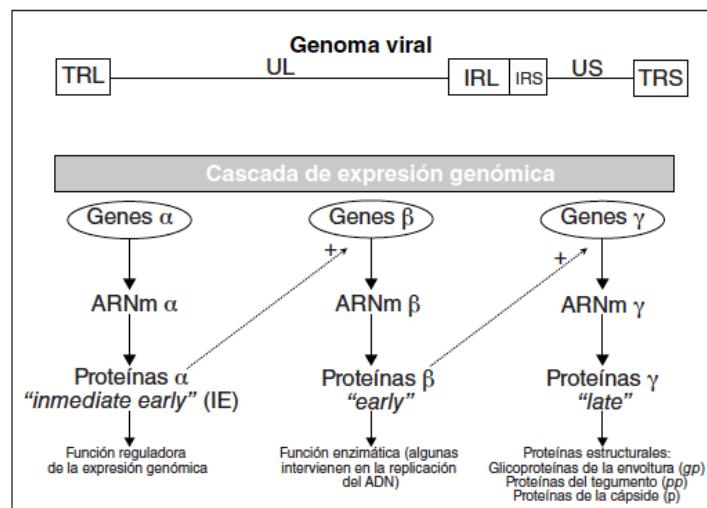 Genoma viral
TRL UL IRL IRS US TRS
Cascada de expresión genómica
Genes α
ARNm α
Proteínas α
"inmediate early" (IE)
Función reguladora
de la expresión genómica
+
Genes β
ARNm β
Proteínas β
"early"
Función enzimática (algunas
intervienen en la replicación
del ADN)
+
Genes γ
ARNm γ
Proteínas γ
"late"
Proteínas estructurales:
Glicoproteínas de la envoltura (gp)
Proteínas del tegumento (pp)
Proteínas de la cápside (p)